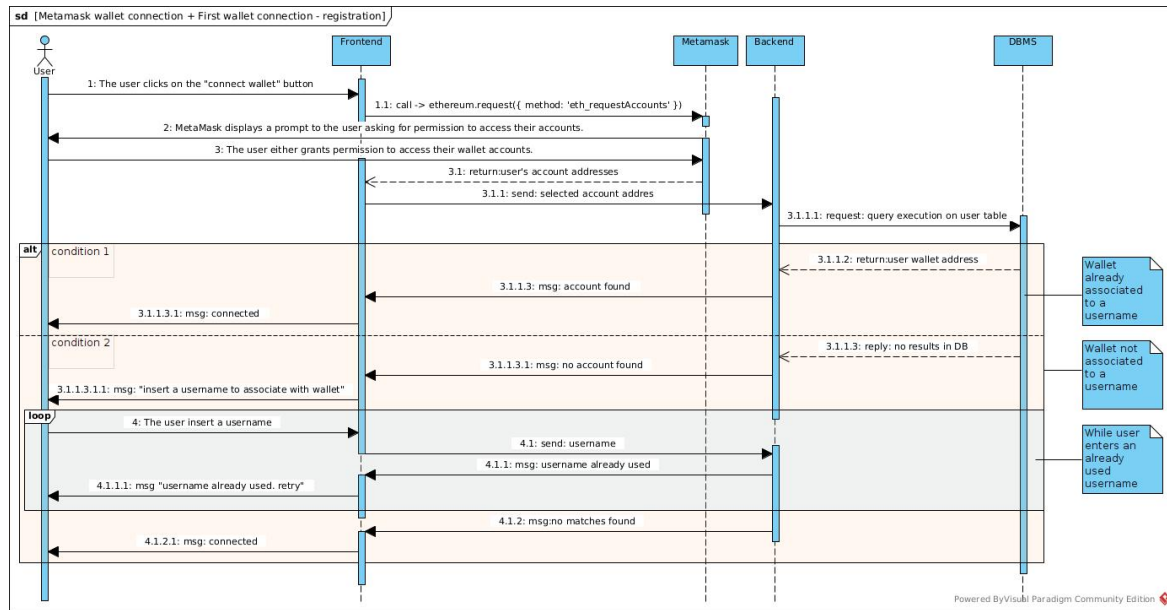 sd [Metamask wallet connection + First wallet connection - registration]
User
Frontend
Metamask
Backend
DBMS
1: The user clicks on the "connect wallet" button
1.1: call -> ethereum.request({ method: 'eth_requestAccounts' })
2: MetaMask displays a prompt to the user asking for permission to access their accounts.
3: The user either grants permission to access their wallet accounts.
3.1: return:user's account addresses
3.1.1: send: selected account addres
3.1.1.1: request: query execution on user table
alt
condition 1
3.1.1.2: return:user wallet address
Wallet
already
associated
to a
username
3.1.1.3: msg: account found
3.1.1.3.1: msg: connected
condition 2
3.1.1.3: reply: no results in DB
Wallet not
associated
to a
username
3.1.1.3.1: msg: no account found
3.1.1.3.1.1: msg: "insert a username to associate with wallet"
loop
4: The user insert a username
While user
enters an
already
used
username
4.1: send: username
4.1.1: msg: username already used
4.1.1.1: msg "username already used. retry"
4.1.2: msg:no matches found
4.1.2.1: msg: connected
Powered ByVisual Paradigm Community Edition